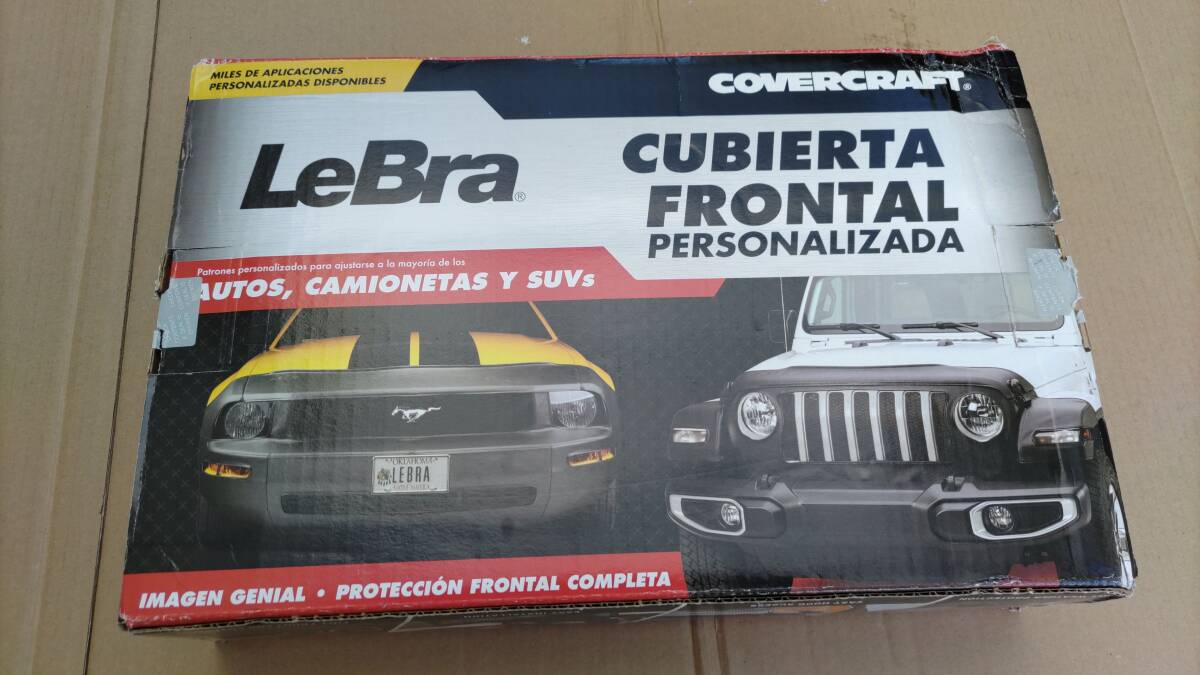 MILES DE APLICACIONES
PERSONALIZADAS DISPONIBLES
COVERCRAFT®
LeBra®
CUBIERTA
FRONTAL
PERSONALIZADA
Patrones personalizados para ajustarse a la mayoría de los
AUTOS, CAMIONETAS Y SUVs
OKLAHOMA
LEBRA
IMAGEN GENIAL • PROTECCIÓN FRONTAL COMPLETA